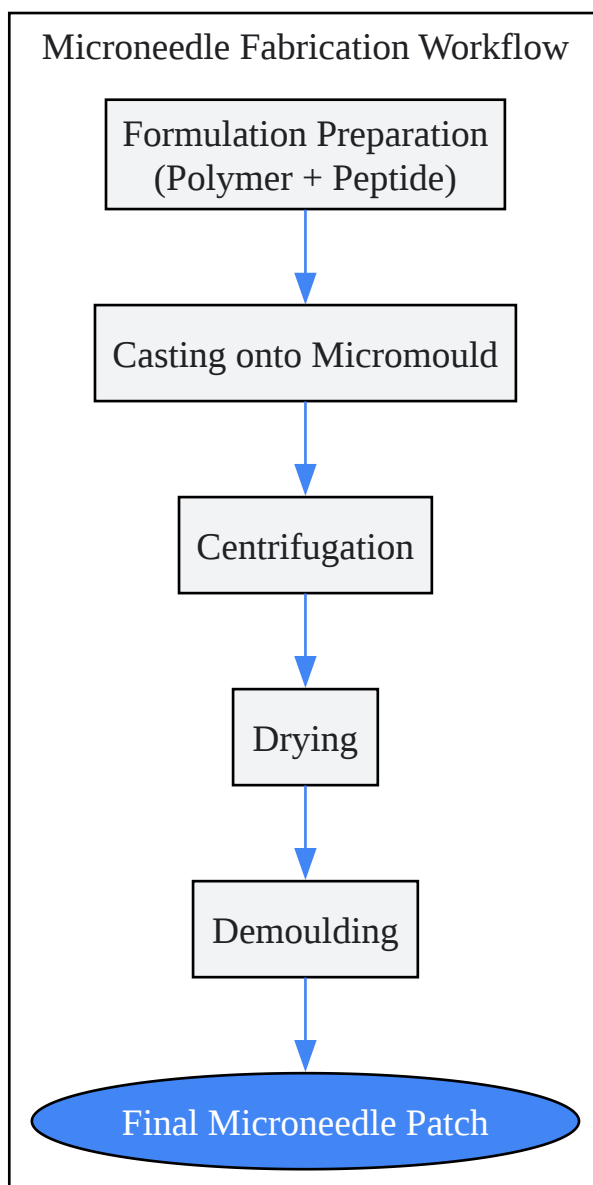 Microneedle Fabrication Workflow
Formulation Preparation
(Polymer + Peptide)
Casting onto Micromould
Centrifugation
Drying
Demoulding
Final Microneedle Patch